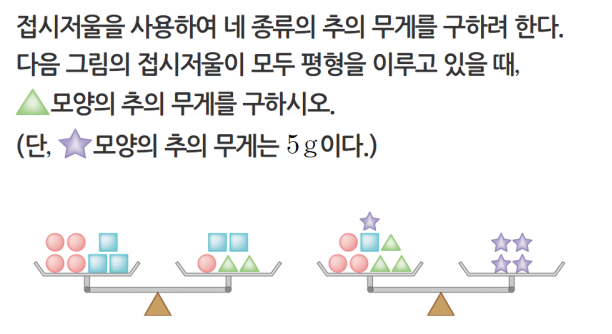 접시저울을 사용하여 네 종류의 추의 무게를 구하려 한다.
다음 그림의 접시저울이 모두 평형을 이루고 있을 때,
모양의 추의 무게를 구하시오.
(단, 모양의 추의 무게는 5g이다.)